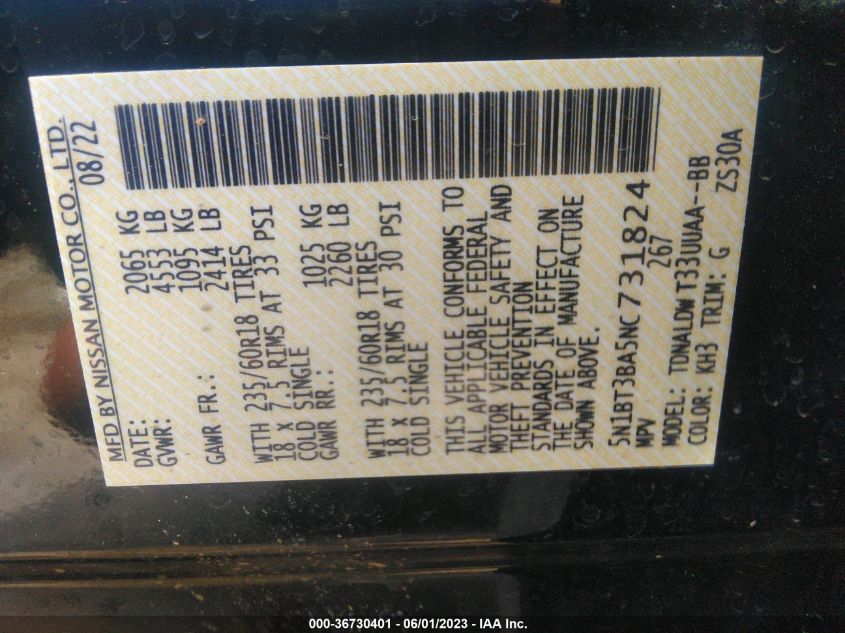 MFD BY NISSAN MOTOR CO., LTD.
DATE: 08/22
GVWR: 2065 KG
4553 LB
1095 KG
GAWR FR.: 2414 LB
WITH 235/60R18 TIRES
18 X 7.5 RIMS AT 33 PSI
COLD SINGLE 1025 KG
GAWR RR.: 2260 LB
WITH 235/60R18 TIRES
18 X 7.5 RIMS AT 30 PSI
COLD SINGLE
THIS VEHICLE CONFORMS TO
ALL APPLICABLE FEDERAL
MOTOR VEHICLE SAFETY AND
THEFT PREVENTION
STANDARDS IN EFFECT ON
THE DATE OF MANUFACTURE
SHOWN ABOVE.
5N1BT3BA5NC731824
MPV 267
MODEL: TDNALDW T33UUAA--BB
COLOR: KH3 TRIM: G ZS30A
000-36730401 - 06/01/2023 - IAA Inc.